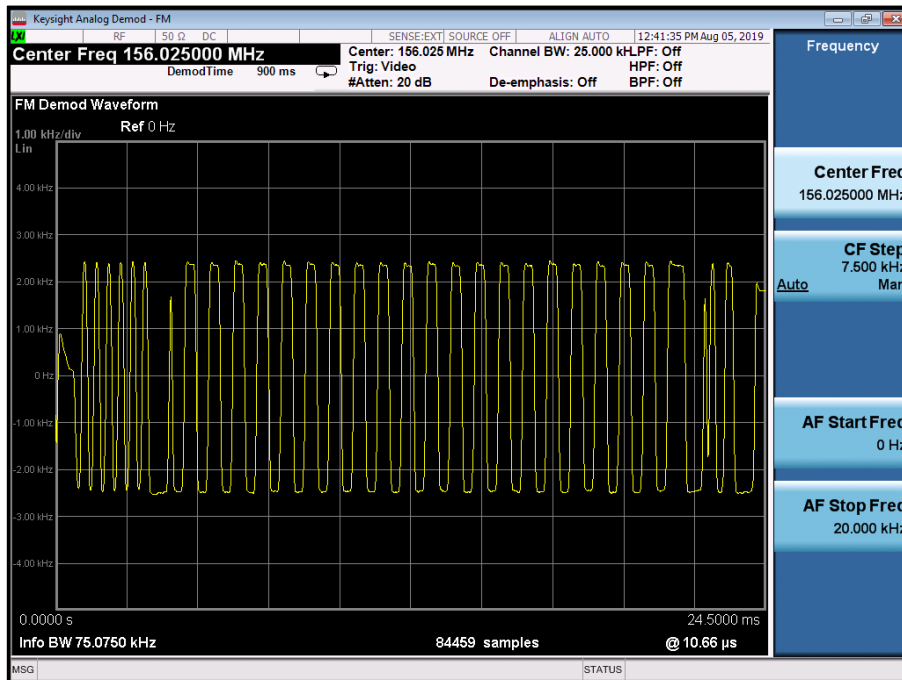 Keysight Analog Demod - FM
LXI RF 50 Ω DC SENSE:EXT SOURCE OFF ALIGN AUTO 12:41:35 PM Aug 05, 2019
Center Freq 156.025000 MHz
Center: 156.025 MHz Channel BW: 25.000 kH LPF: Off
DemodTime 900 ms Trig: Video HPF: Off
#Atten: 20 dB De-emphasis: Off BPF: Off
FM Demod Waveform
Ref 0 Hz
1.00 kHz/div
Lin
4.00 kHz
3.00 kHz
2.00 kHz
1.00 kHz
0 Hz
-1.00 kHz
-2.00 kHz
-3.00 kHz
-4.00 kHz
0.0000 s 24.5000 ms
Info BW 75.0750 kHz 84459 samples @ 10.66 µs
MSG STATUS
Frequency
Center Freq
156.025000 MHz
CF Step
7.500 kHz
Auto Man
AF Start Freq
0 Hz
AF Stop Freq
20.000 kHz